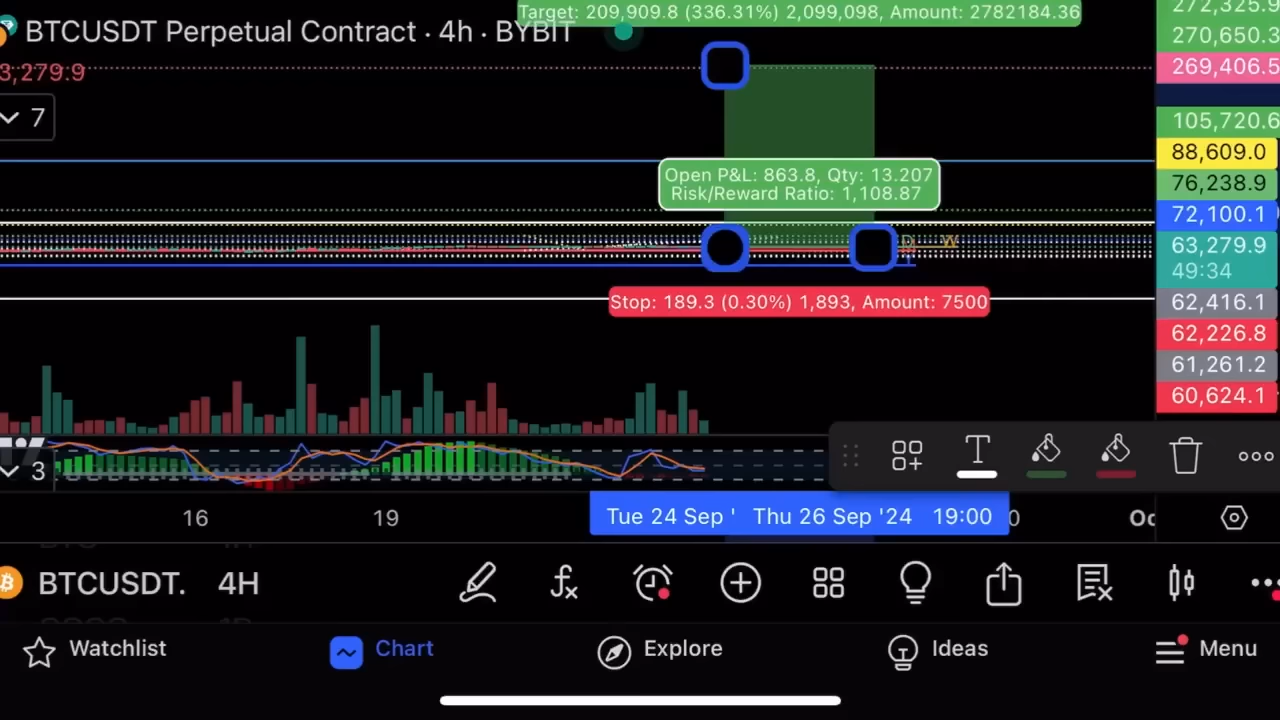 Target: 209,909.8 (336.31%) 2,099,098, Amount: 2782184.36
BTCUSDT Perpetual Contract · 4h · BYBIT
3,279.9
7
Open P&L: 863.8, Qty: 13.207
Risk/Reward Ratio: 1,108.87
D W
Stop: 189.3 (0.30%) 1,893, Amount: 7500
272,325.9
270,650.3
269,406.5
105,720.6
88,609.0
76,238.9
72,100.1
63,279.9
49:34
62,416.1
62,226.8
61,261.2
60,624.1
3
T
16 19 Tue 24 Sep ' Thu 26 Sep '24 19:00 0 Oc
BTCUSDT. 4H
Watchlist Chart Explore Ideas Menu